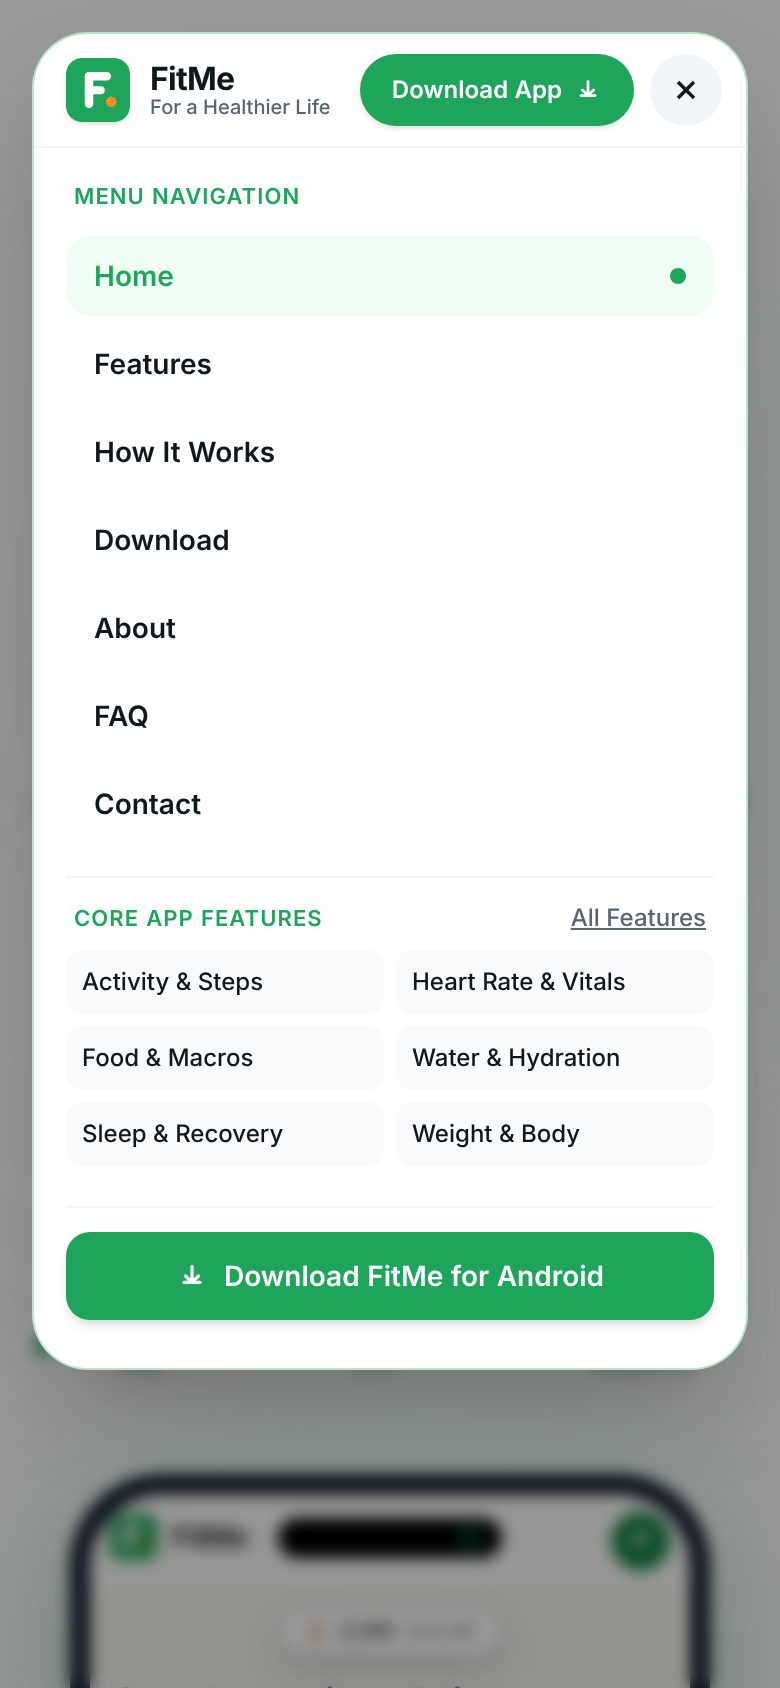 FitMe
For a Healthier Life
Download App
MENU NAVIGATION
Home
Features
How It Works
Download
About
FAQ
Contact
CORE APP FEATURES
All Features
Activity & Steps
Heart Rate & Vitals
Food & Macros
Water & Hydration
Sleep & Recovery
Weight & Body
Download FitMe for Android